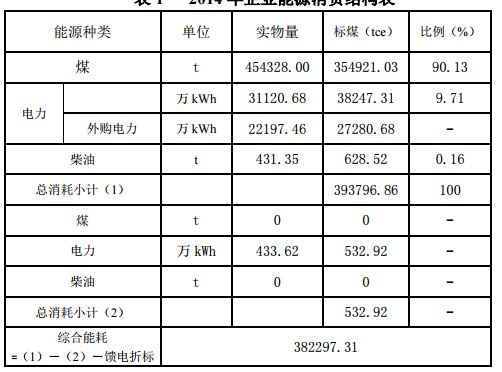 表 1 2014 年企业能源消费结构表
能源种类 单位 实物量 标煤（tce） 比例（%）
煤 t 454328.00 354921.03 90.13
电力 万 kWh 31120.68 38247.31 9.71
外购电力 万 kWh 22197.46 27280.68 －
柴油 t 431.35 628.52 0.16
总消耗小计（1） 393796.86 100
煤 t 0 0 －
电力 万 kWh 433.62 532.92 －
柴油 t 0 0 －
总消耗小计（2） 532.92 －
综合能耗
=（1）－（2）－馈电折标 382297.31